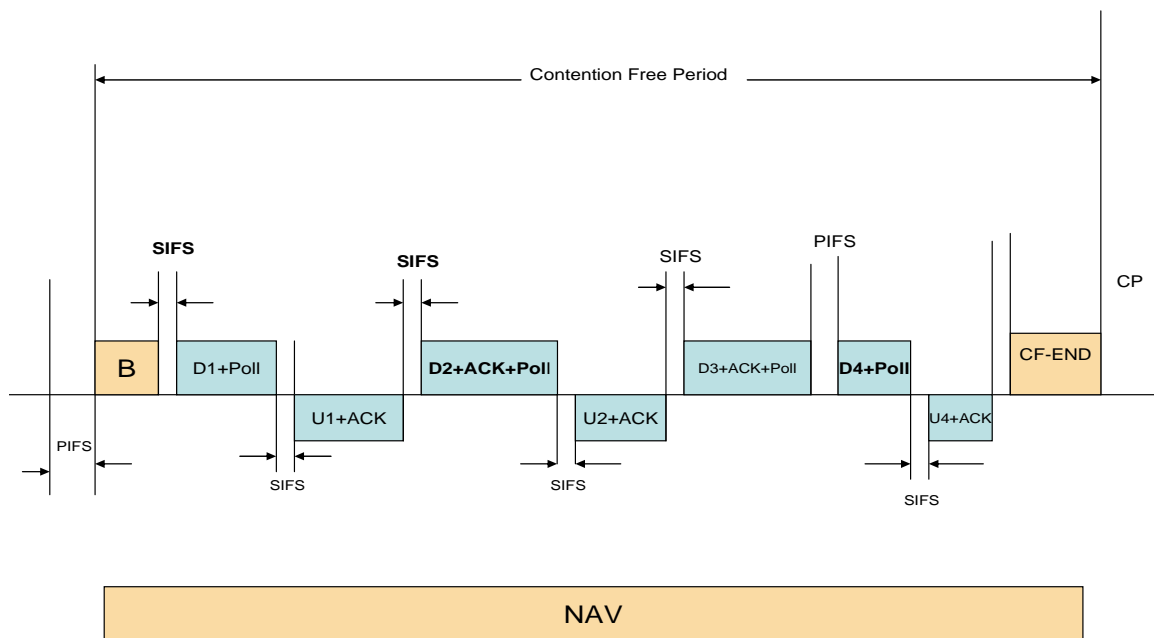 Contention Free Period
SIFS
SIFS
SIFS
PIFS
CP
B
D1+Poll
D2+ACK+Poll
D3+ACK+Poll
D4+Poll
CF-END
U1+ACK
U2+ACK
U4+ACK
PIFS
SIFS
SIFS
SIFS
NAV